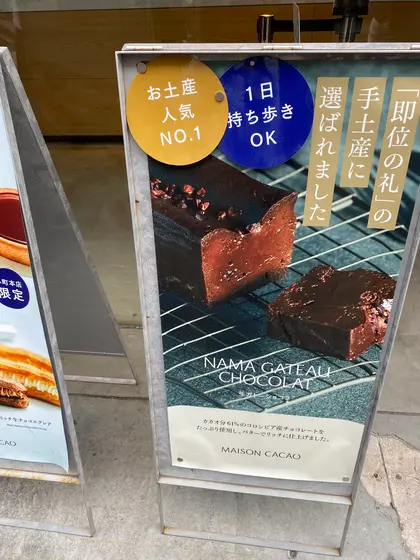 お土産
人気
NO.1
1日
持ち歩き
OK
「即位の礼」の
手土産に
選ばれました
NAMA GATEAU
CHOCOLAT
カカオ分61%のコロンビア産チョコレートを
たっぷり使用し、バターでリッチに仕上げました。
MAISON CACAO
町本店
限定
CACAO